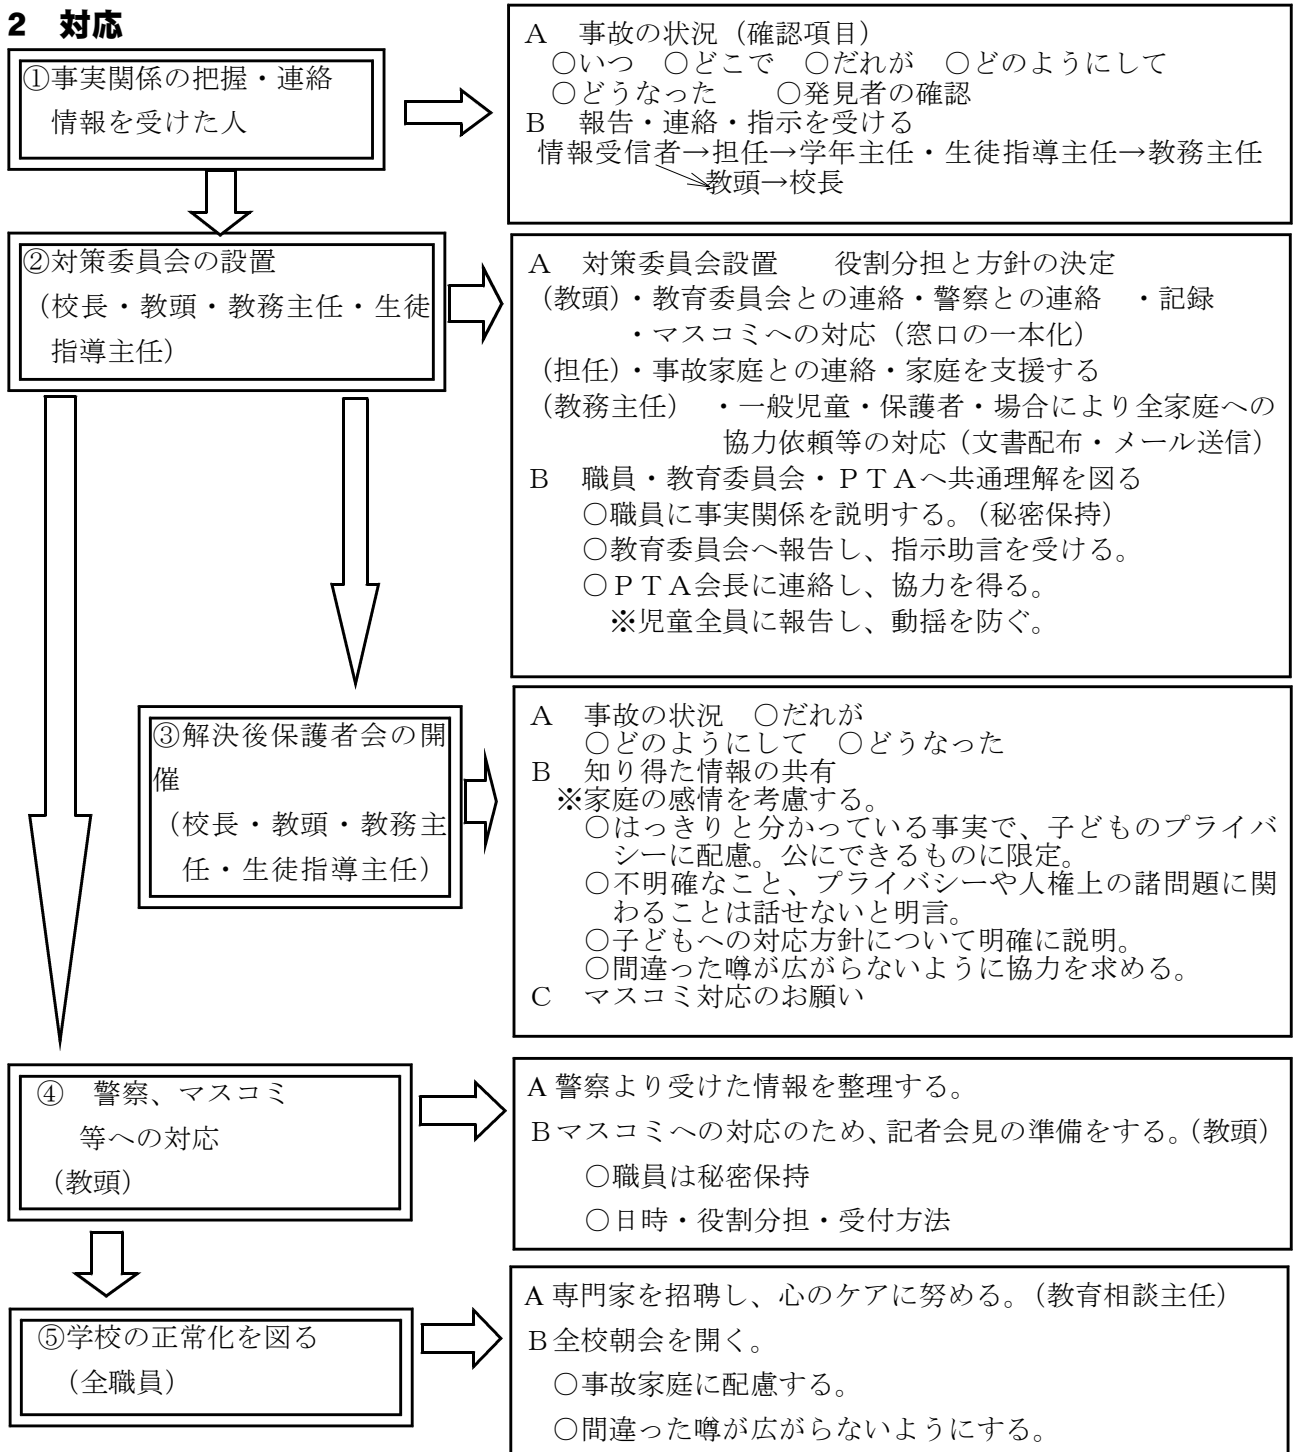 2 対応
①事実関係の把握・連絡
情報を受けた人
A 事故の状況（確認項目）
○いつ ○どこで ○だれが ○どのようにして
○どうなった ○発見者の確認
B 報告・連絡・指示を受ける
情報受信者→担任→学年主任・生徒指導主任→教務主任
教頭→校長
②対策委員会の設置
（校長・教頭・教務主任・生徒
指導主任）
A 対策委員会設置 役割分担と方針の決定
（教頭）・教育委員会との連絡・警察との連絡 ・記録
・マスコミへの対応（窓口の一本化）
（担任）・事故家庭との連絡・家庭を支援する
（教務主任） ・一般児童・保護者・場合により全家庭への
協力依頼等の対応（文書配布・メール送信）
B 職員・教育委員会・ＰＴＡへ共通理解を図る
○職員に事実関係を説明する。（秘密保持）
○教育委員会へ報告し、指示助言を受ける。
○ＰＴＡ会長に連絡し、協力を得る。
※児童全員に報告し、動揺を防ぐ。
③解決後保護者会の開
催
（校長・教頭・教務主
任・生徒指導主任）
A 事故の状況 ○だれが
○どのようにして ○どうなった
B 知り得た情報の共有
※家庭の感情を考慮する。
○はっきりと分かっている事実で、子どものプライバ
シーに配慮。公にできるものに限定。
○不明確なこと、プライバシーや人権上の諸問題に関
わることは話せないと明言。
○子どもへの対応方針について明確に説明。
○間違った噂が広がらないように協力を求める。
C マスコミ対応のお願い
④ 警察、マスコミ
等への対応
（教頭）
A 警察より受けた情報を整理する。
Bマスコミへの対応のため、記者会見の準備をする。（教頭）
○職員は秘密保持
○日時・役割分担・受付方法
⑤学校の正常化を図る
（全職員）
A 専門家を招聘し、心のケアに努める。（教育相談主任）
B全校朝会を開く。
○事故家庭に配慮する。
○間違った噂が広がらないようにする。